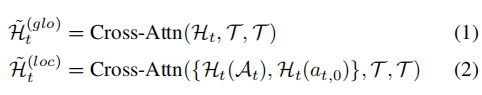 H̃_t^(glo) = Cross-Attn(H_t, T, T) (1)
H̃_t^(loc) = Cross-Attn({H_t(A_t), H_t(a_t,0)}, T, T) (2)